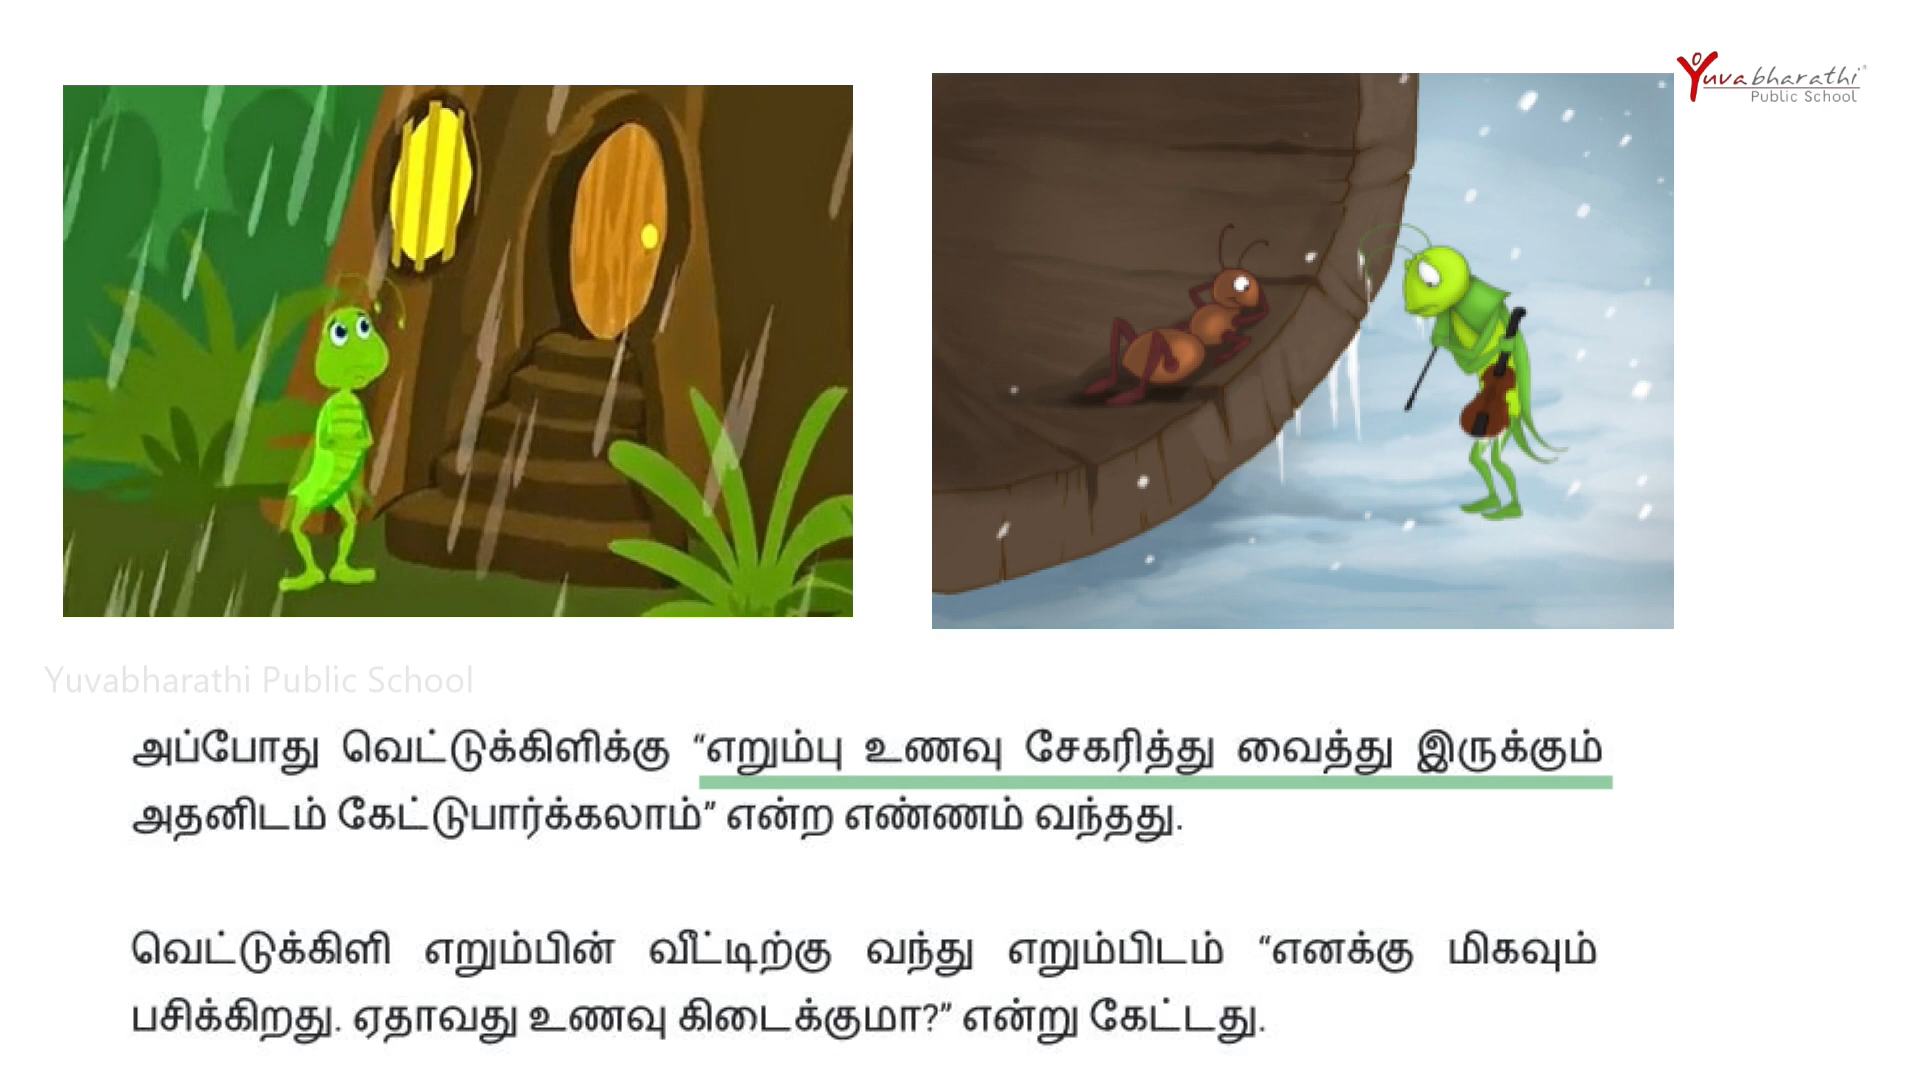 Yuvabharathi
Public School
Yuvabharathi Public School
அப்போது வெட்டுக்கிளிக்கு “எறும்பு உணவு சேகரித்து வைத்து இருக்கும்
அதனிடம் கேட்டுபார்க்கலாம்” என்ற எண்ணம் வந்தது.
வெட்டுக்கிளி எறும்பின் வீட்டிற்கு வந்து எறும்பிடம் “எனக்கு மிகவும்
பசிக்கிறது. ஏதாவது உணவு கிடைக்குமா?” என்று கேட்டது.